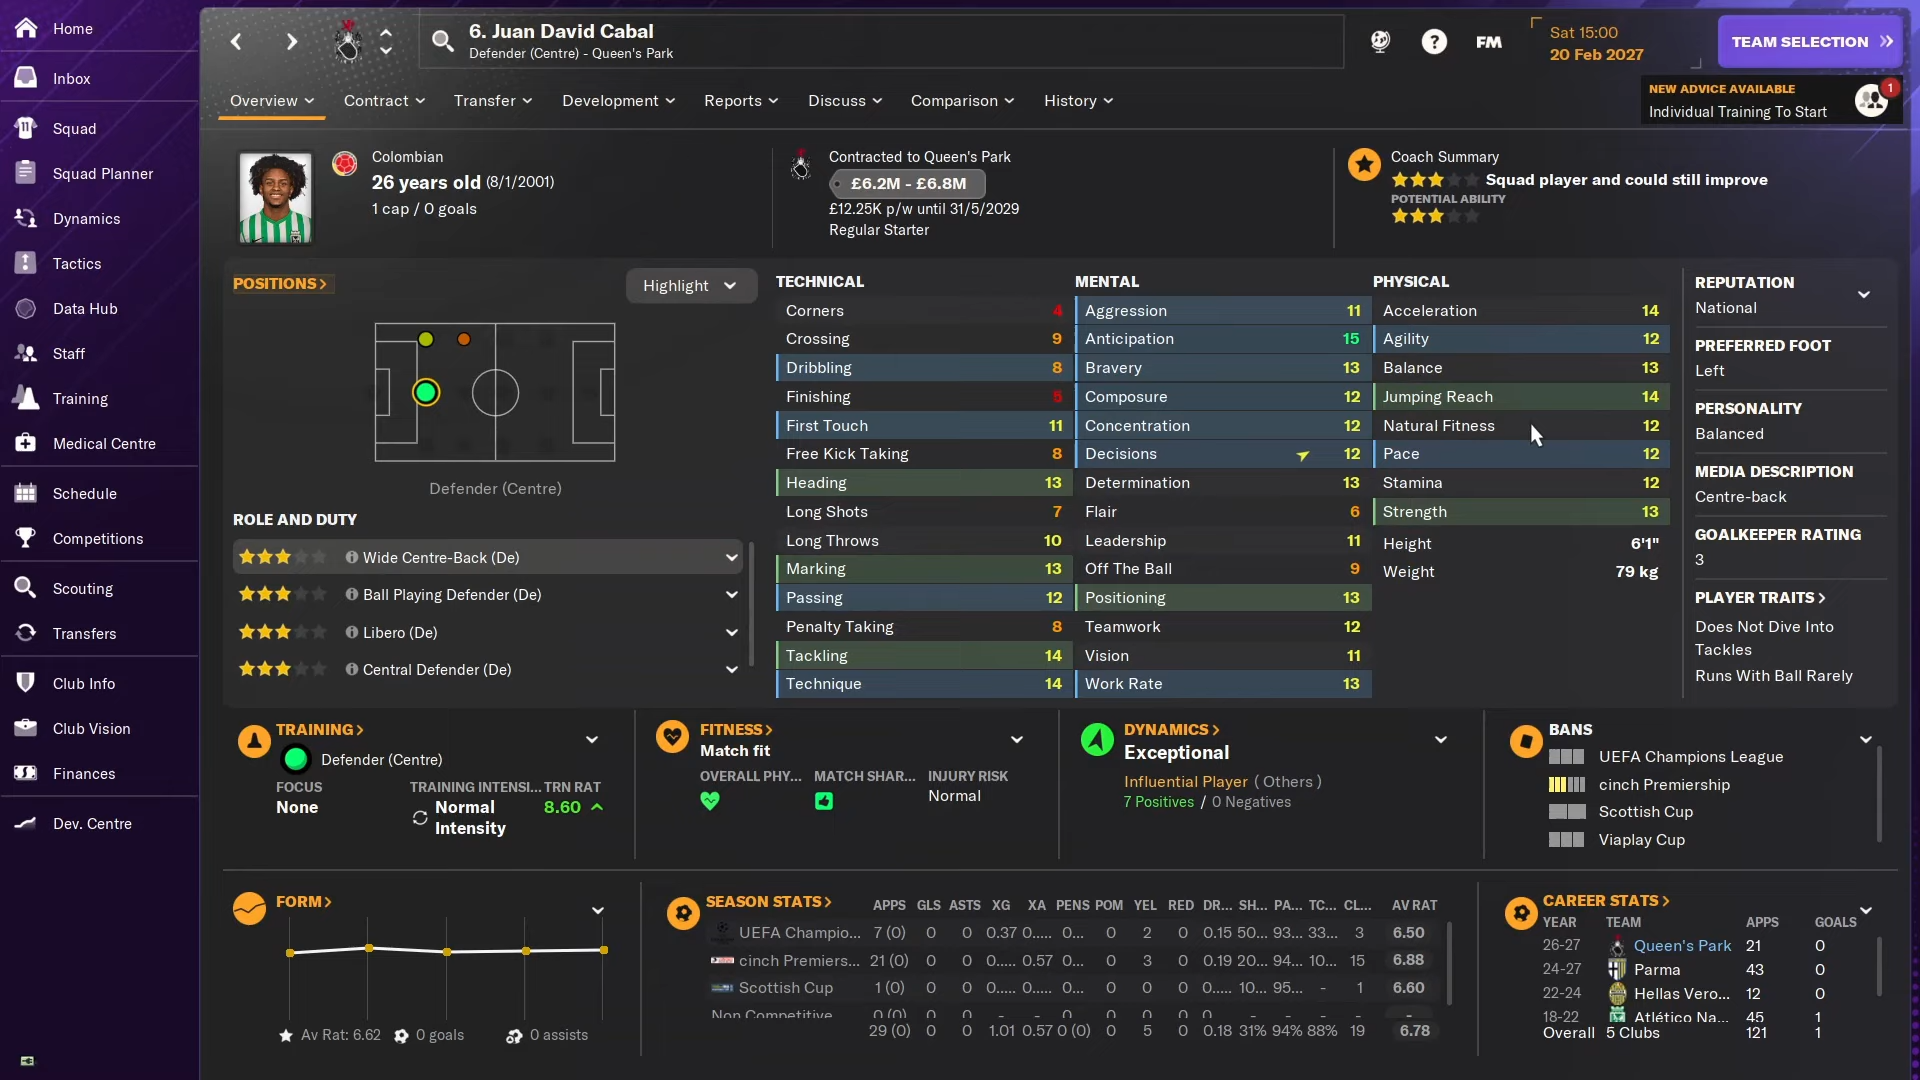 Home
Inbox
Squad
Squad Planner
Dynamics
Tactics
Data Hub
Staff
Training
Medical Centre
Schedule
Competitions
Scouting
Transfers
Club Info
Club Vision
Finances
Dev. Centre
6. Juan David Cabal
Defender (Centre) - Queen's Park
?
FM
Sat 15:00
20 Feb 2027
TEAM SELECTION
Overview Contract Transfer Development Reports Discuss Comparison History
NEW ADVICE AVAILABLE
Individual Training To Start
1
Colombian
26 years old (8/1/2001)
1 cap / 0 goals
Contracted to Queen's Park
£6.2M - £6.8M
£12.25K p/w until 31/5/2029
Regular Starter
Coach Summary
Squad player and could still improve
POTENTIAL ABILITY
POSITIONS
Highlight
Defender (Centre)
ROLE AND DUTY
Wide Centre-Back (De)
Ball Playing Defender (De)
Libero (De)
Central Defender (De)
TECHNICAL
Corners 4
Crossing 9
Dribbling 8
Finishing 5
First Touch 11
Free Kick Taking 8
Heading 13
Long Shots 7
Long Throws 10
Marking 13
Passing 12
Penalty Taking 8
Tackling 14
Technique 14
MENTAL
Aggression 11
Anticipation 15
Bravery 13
Composure 12
Concentration 12
Decisions 12
Determination 13
Flair 6
Leadership 11
Off The Ball 9
Positioning 13
Teamwork 12
Vision 11
Work Rate 13
PHYSICAL
Acceleration 14
Agility 12
Balance 13
Jumping Reach 14
Natural Fitness 12
Pace 12
Stamina 12
Strength 13
Height 6'1"
Weight 79 kg
REPUTATION
National
PREFERRED FOOT
Left
PERSONALITY
Balanced
MEDIA DESCRIPTION
Centre-back
GOALKEEPER RATING
3
PLAYER TRAITS
Does Not Dive Into
Tackles
Runs With Ball Rarely
TRAINING
Defender (Centre)
FOCUS TRAINING INTENSI... TRN RAT
None Normal Intensity 8.60
FITNESS
Match fit
OVERALL PHY... MATCH SHAR... INJURY RISK
Normal
DYNAMICS
Exceptional
Influential Player ( Others )
7 Positives / 0 Negatives
BANS
UEFA Champions League
cinch Premiership
Scottish Cup
Viaplay Cup
FORM
Av Rat: 6.62 0 goals 0 assists
SEASON STATS APPS GLS ASTS XG XA PENS POM YEL RED DR... SH... PA... TC... CL... AV RAT
UEFA Champio... 7 (0) 0 0 0.37 0..... 0... 0 2 0 0.15 50... 93... 33... 3 6.50
cinch Premiers... 21 (0) 0 0 0..... 0.57 0... 0 3 0 0.19 20... 94... 10... 15 6.88
Scottish Cup 1 (0) 0 0 0..... 0..... 0... 0 0 0 0..... 10... 95... - 1 6.60
Non Competitive 0 (0) 0 0 - - 0... 0 0 0 0 - - - - -
29 (0) 0 0 1.01 0.57 0 (0) 0 5 0 0.18 31% 94% 88% 19 6.78
CAREER STATS
YEAR TEAM APPS GOALS
26-27 Queen's Park 21 0
24-27 Parma 43 0
22-24 Hellas Vero... 12 0
18-22 Atlético Na... 45 1
Overall 5 Clubs 121 1